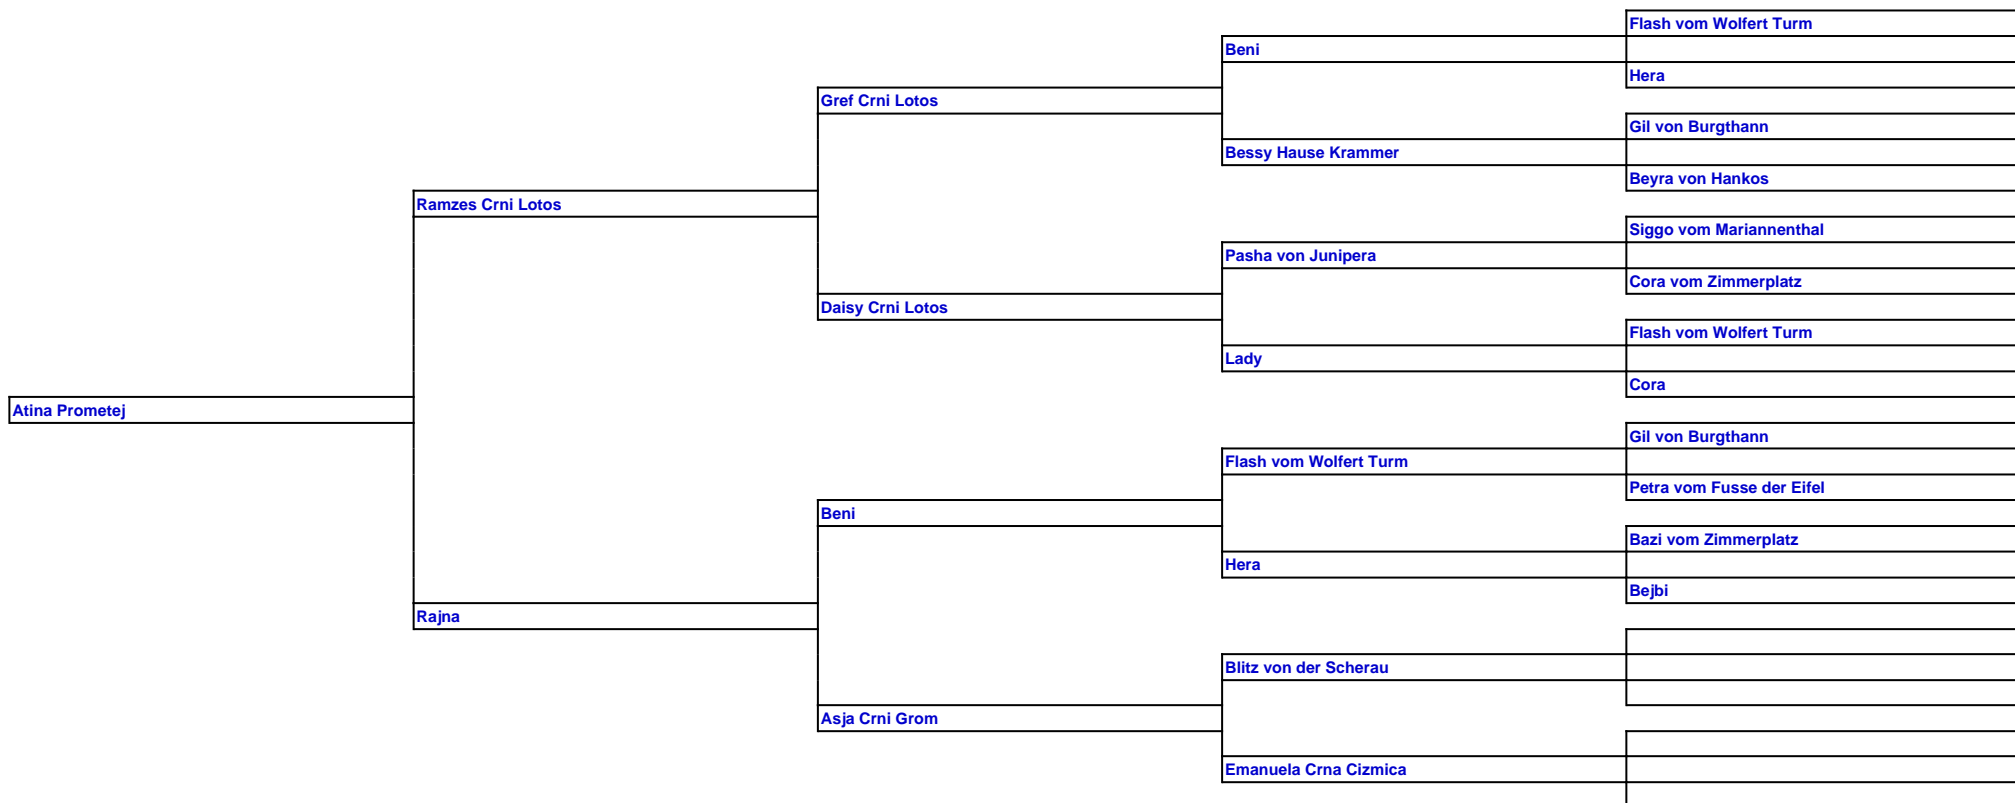 Flash vom Wolfert Turm
Beni
Hera
Gref Crni Lotos
Gil von Burgthann
Bessy Hause Krammer
Beyra von Hankos
Ramzes Crni Lotos
Siggo vom Mariannenthal
Pasha von Junipera
Cora vom Zimmerplatz
Daisy Crni Lotos
Flash vom Wolfert Turm
Lady
Cora
Atina Prometej
Gil von Burgthann
Flash vom Wolfert Turm
Petra vom Fusse der Eifel
Beni
Bazi vom Zimmerplatz
Hera
Bejbi
Rajna
Blitz von der Scherau
Asja Crni Grom
Emanuela Crna Cizmica